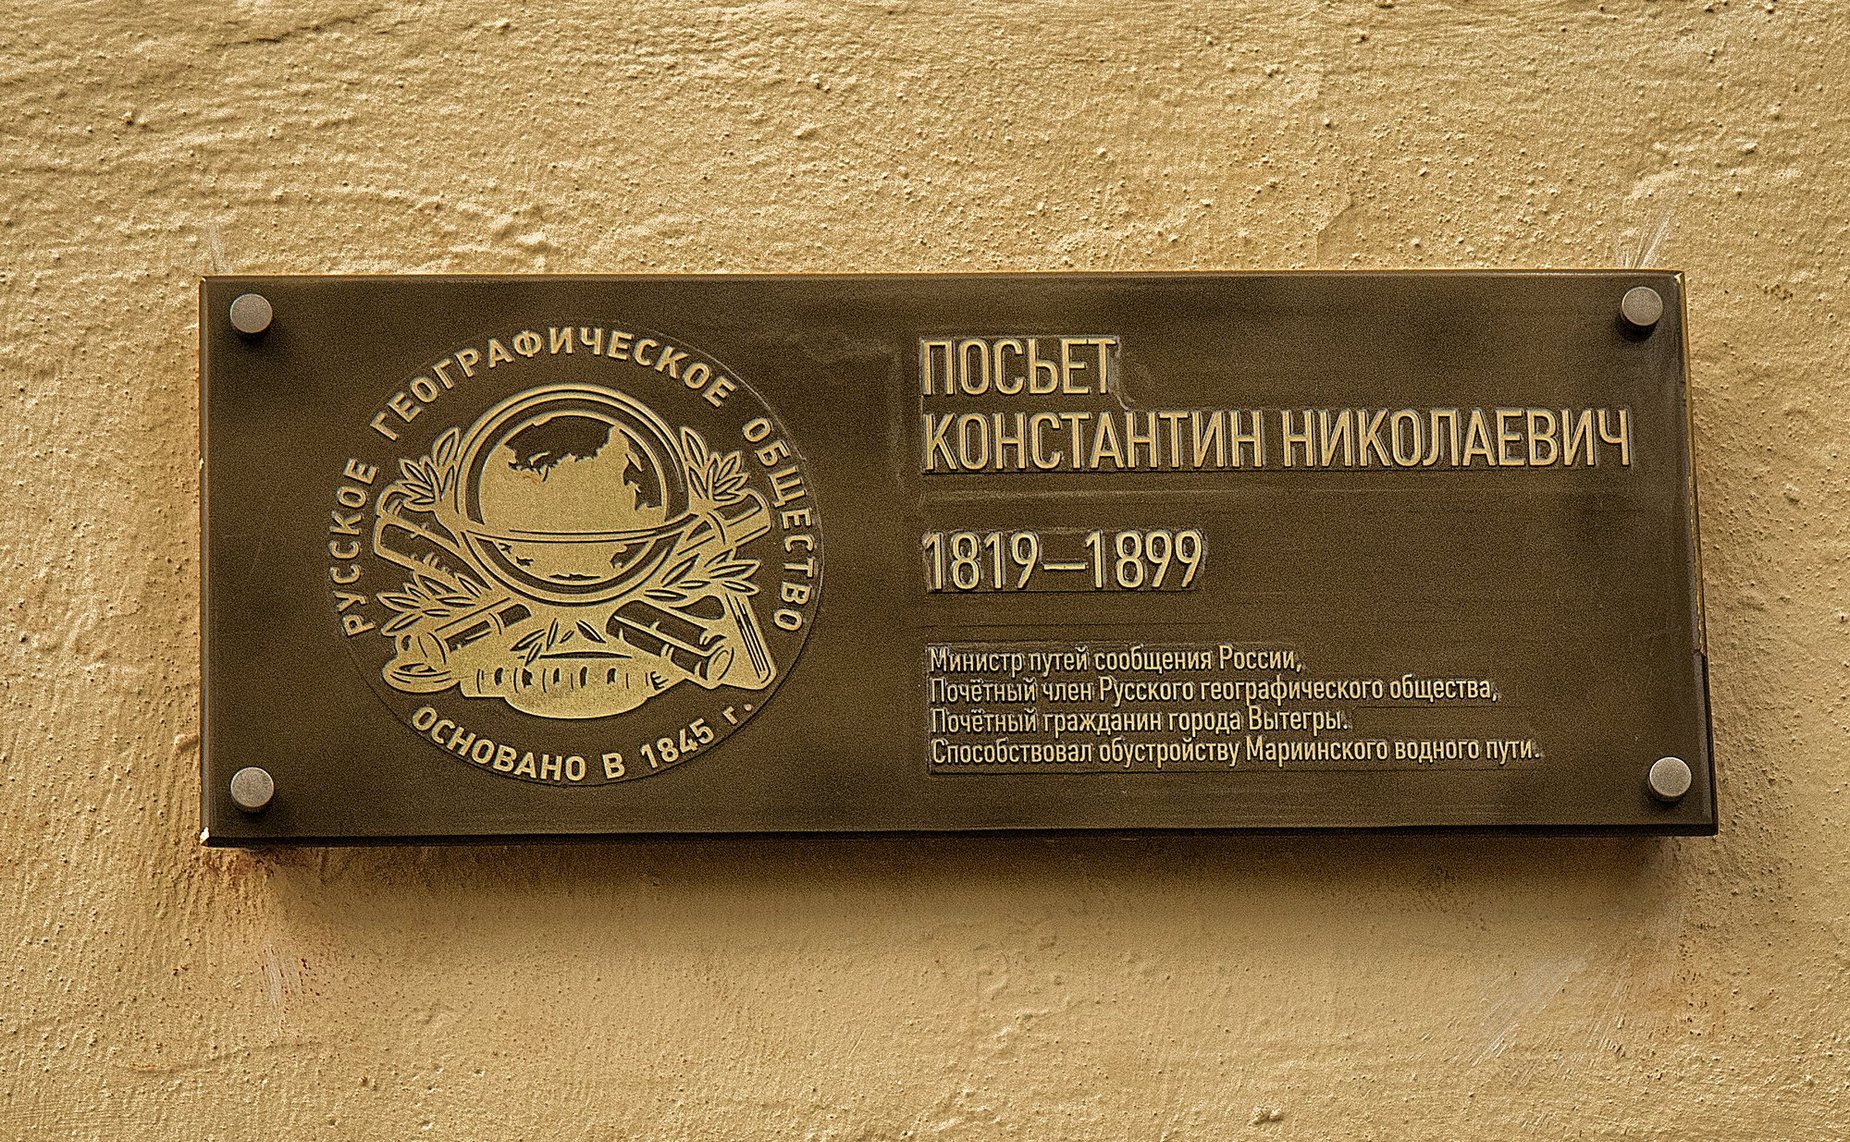 РУССКОЕ ГЕОГРАФИЧЕСКОЕ ОБЩЕСТВО
ОСНОВАНО В 1845 г.
ПОСЬЕТ
КОНСТАНТИН НИКОЛАЕВИЧ
1819—1899
Министр путей сообщения России,
Почётный член Русского географического общества,
Почётный гражданин города Вытегры.
Способствовал обустройству Мариинского водного пути.